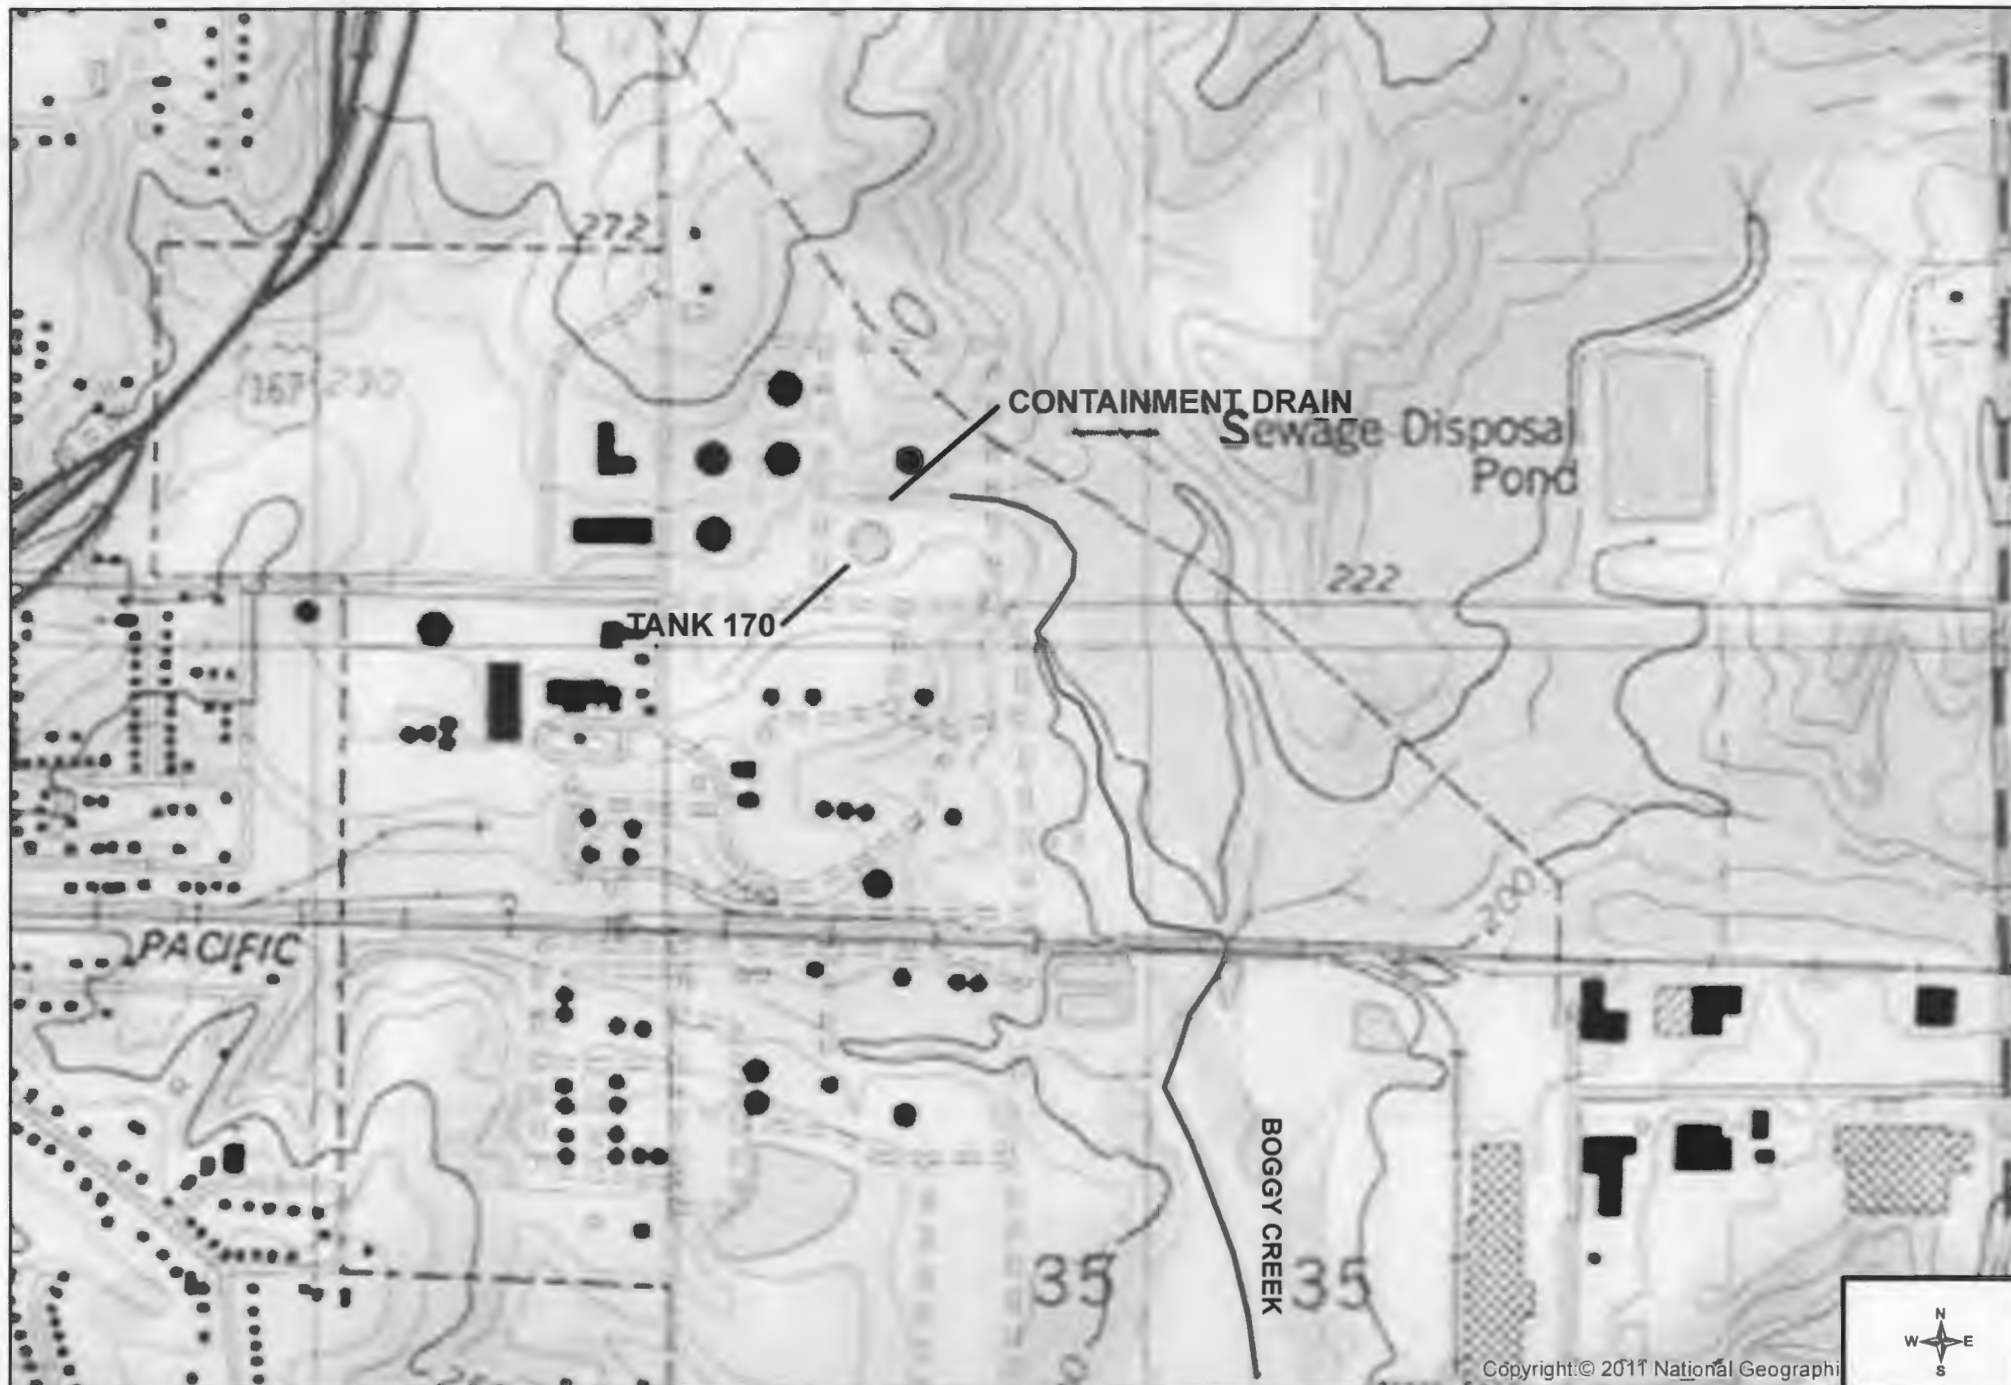 272
167
CONTAINMENT DRAIN
Sewage Disposal
Pond
222
TANK 170
200
PACIFIC
BOGGY CREEK
35
35
N
W E
S
Copyright:© 2011 National Geographi